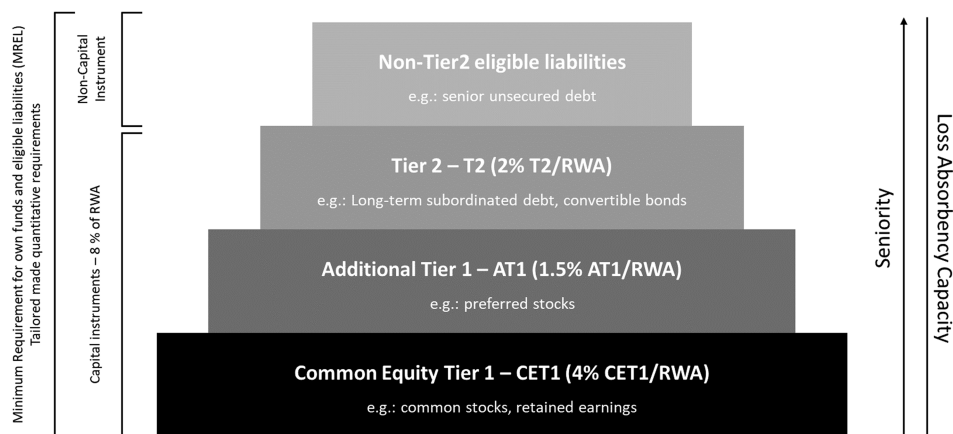 Minimum Requirement for own funds and eligible liabilities (MREL)
Tailored made quantitative requirements
Non-Capital
Instrument
Capital instruments – 8 % of RWA
Non-Tier2 eligible liabilities
e.g.: senior unsecured debt
Tier 2 – T2 (2% T2/RWA)
e.g.: Long-term subordinated debt, convertible bonds
Additional Tier 1 – AT1 (1.5% AT1/RWA)
e.g.: preferred stocks
Common Equity Tier 1 – CET1 (4% CET1/RWA)
e.g.: common stocks, retained earnings
Seniority
Loss Absorbency Capacity